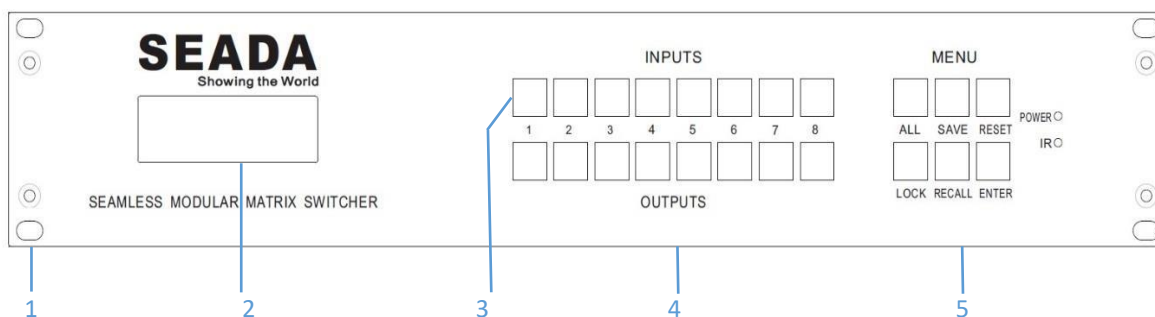 SEADA
Showing the World
SEAMLESS MODULAR MATRIX SWITCHER
INPUTS
1 2 3 4 5 6 7 8
OUTPUTS
MENU
ALL SAVE RESET
LOCK RECALL ENTER
POWER
IR
1 2 3 4 5